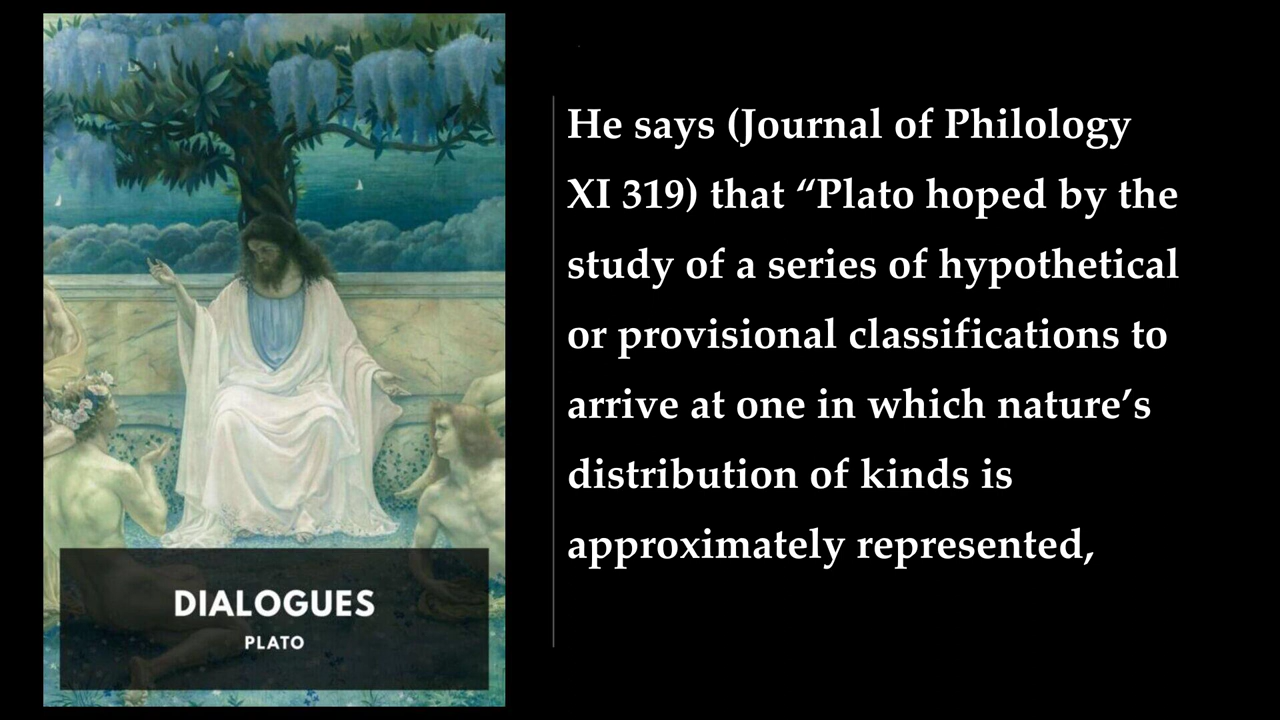 DIALOGUES
PLATO
He says (Journal of Philology
XI 319) that “Plato hoped by the
study of a series of hypothetical
or provisional classifications to
arrive at one in which nature’s
distribution of kinds is
approximately represented,